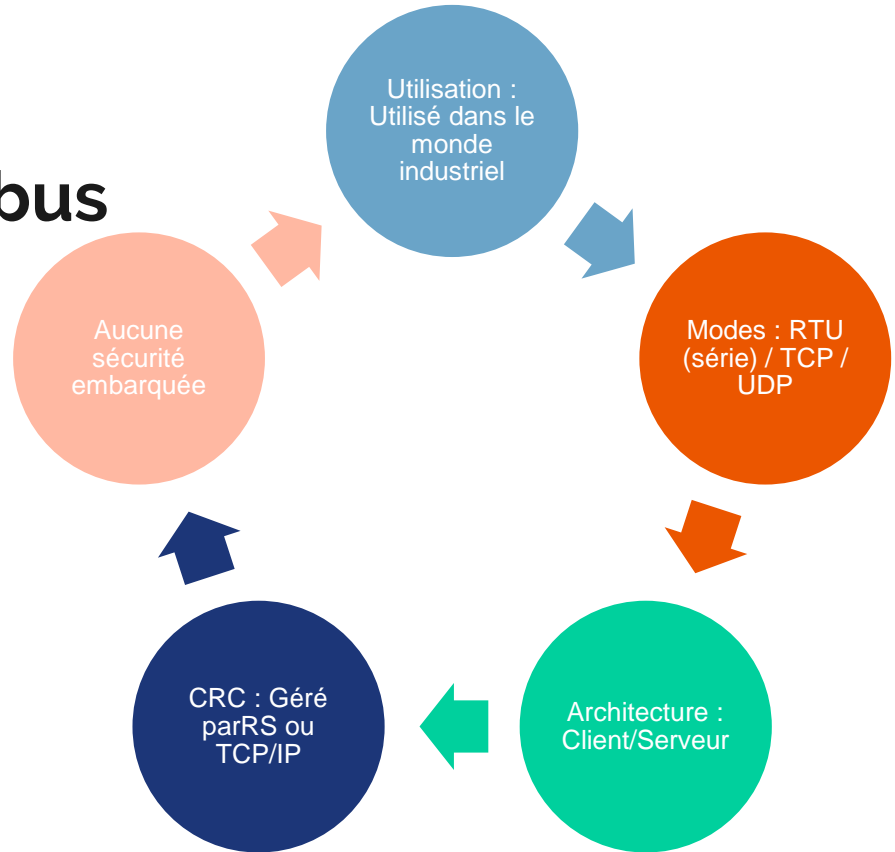 bus
Utilisation :
Utilisé dans le
monde
industriel
Modes : RTU
(série) / TCP /
UDP
Architecture :
Client/Serveur
CRC : Géré
parRS ou
TCP/IP
Aucune
sécurité
embarquée